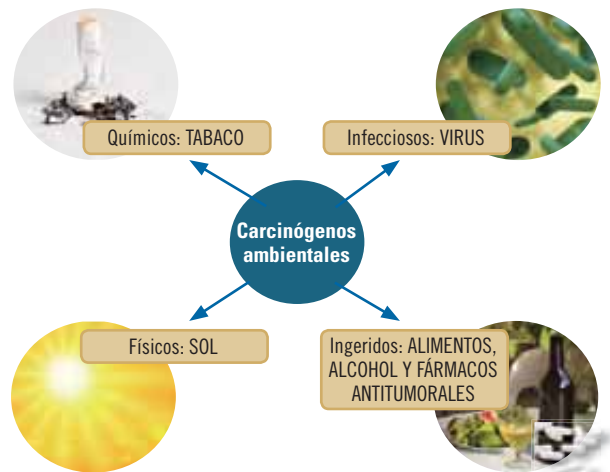 Químicos: TABACO
Infecciosos: VIRUS
Carcinógenos
ambientales
Físicos: SOL
Ingeridos: ALIMENTOS,
ALCOHOL Y FÁRMACOS
ANTITUMORALES